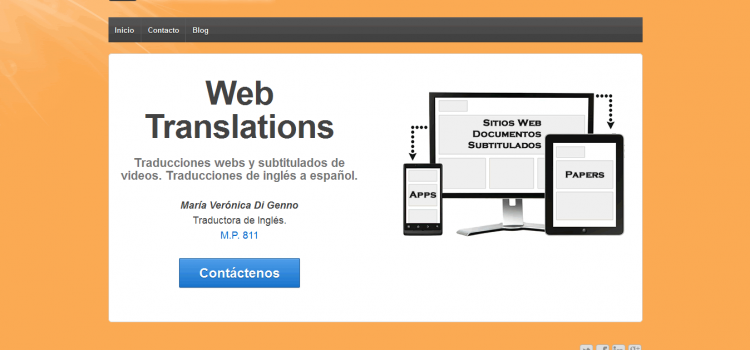 Inicio Contacto Blog
Web
Translations
Traducciones webs y subtitulados de
videos. Traducciones de inglés a español.
María Verónica Di Genno
Traductora de Inglés.
M.P. 811
Contáctenos
Sitios Web
Documentos
Subtitulados
Apps
Papers